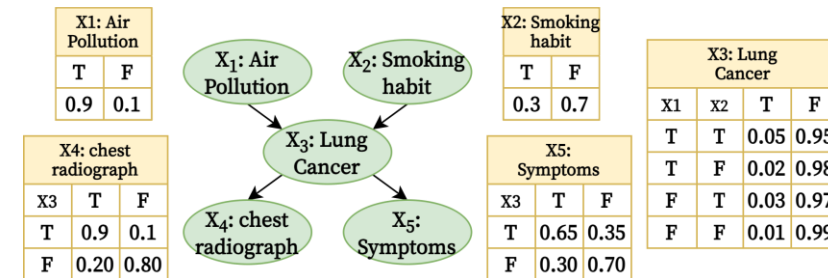 X1: Air
Pollution
T F
0.9 0.1
X₁: Air
Pollution
X₂: Smoking
habit
X2: Smoking
habit
T F
0.3 0.7
X3: Lung
Cancer
X1 X2 T F
T T 0.05 0.95
T F 0.02 0.98
F T 0.03 0.97
F F 0.01 0.99
X₃: Lung
Cancer
X4: chest
radiograph
X3 T F
T 0.9 0.1
F 0.20 0.80
X₄: chest
radiograph
X₅:
Symptoms
X5:
Symptoms
X3 T F
T 0.65 0.35
F 0.30 0.70